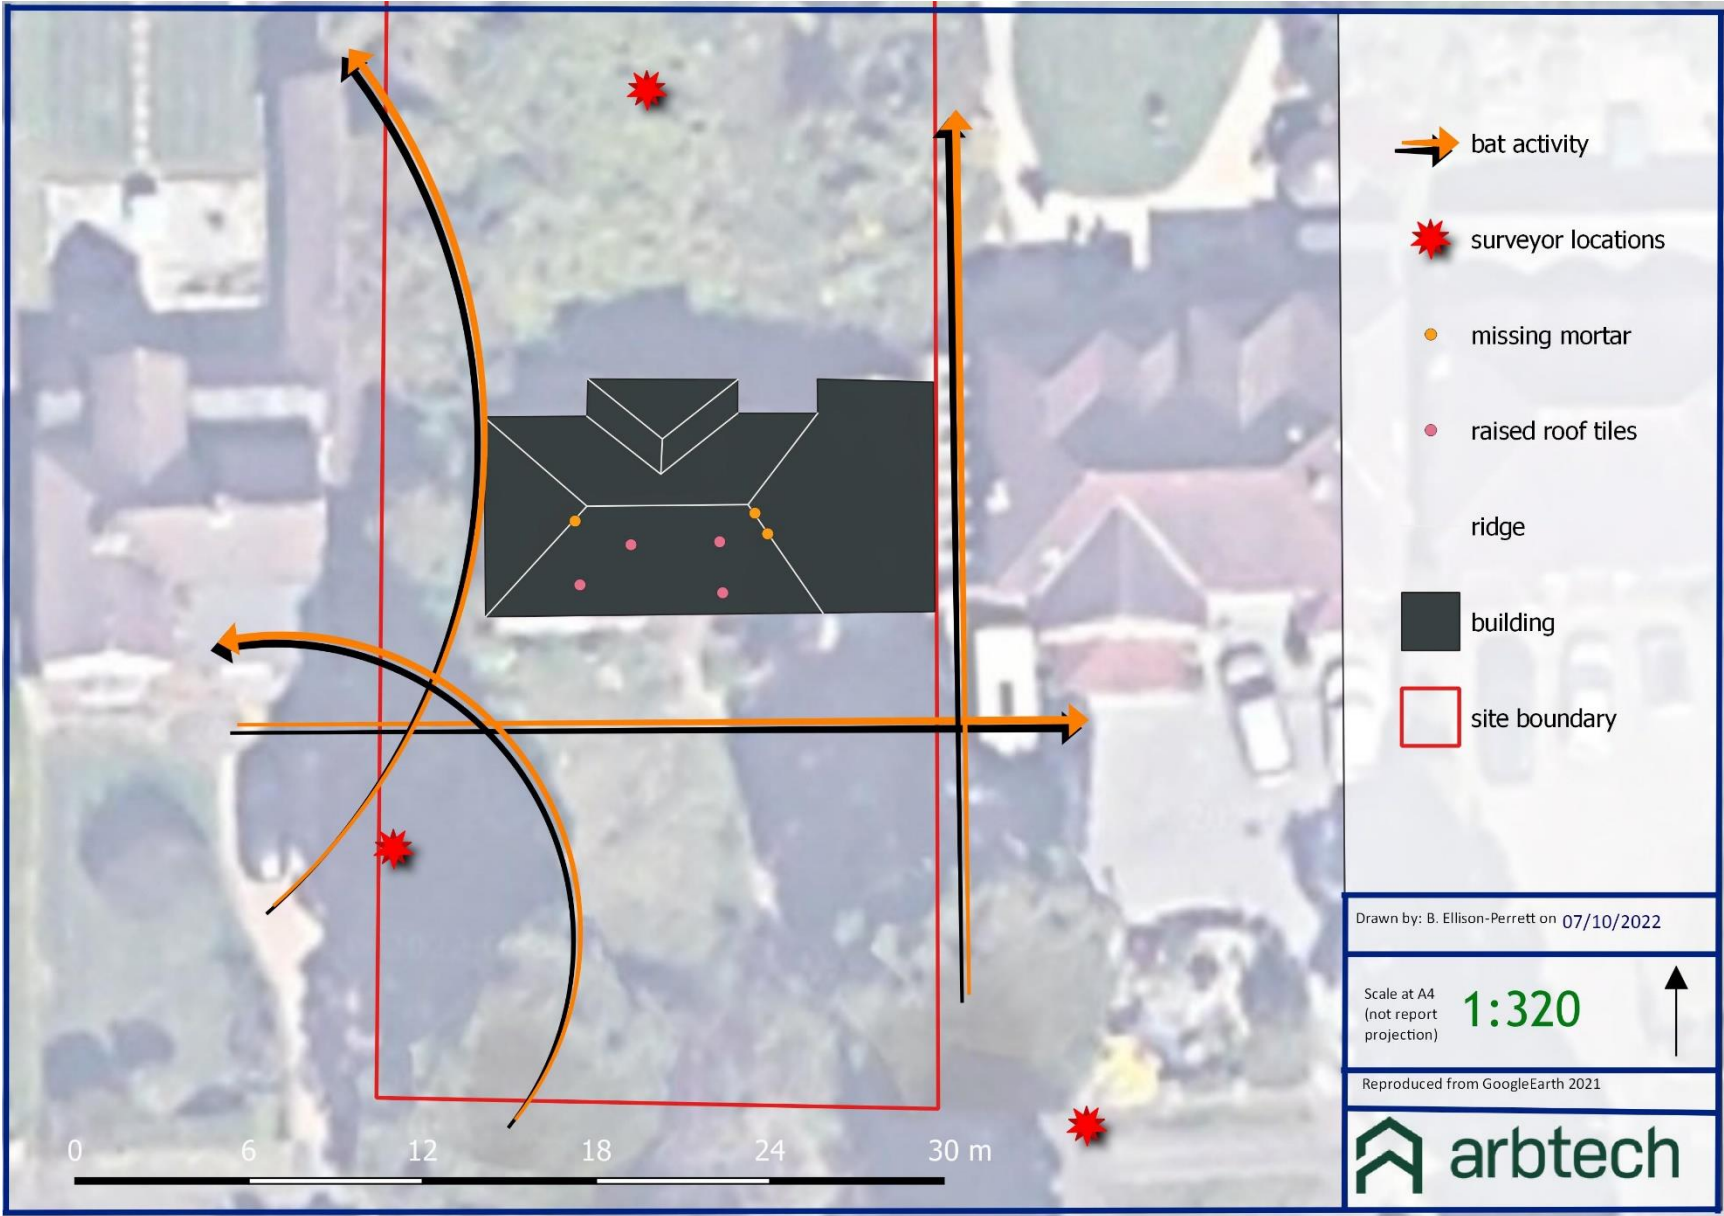 bat activity
surveyor locations
missing mortar
raised roof tiles
ridge
building
site boundary
Drawn by: B. Ellison-Perrett on 07/10/2022
Scale at A4
(not report
projection)
1:320
Reproduced from GoogleEarth 2021
arbtech
0 6 12 18 24 30 m